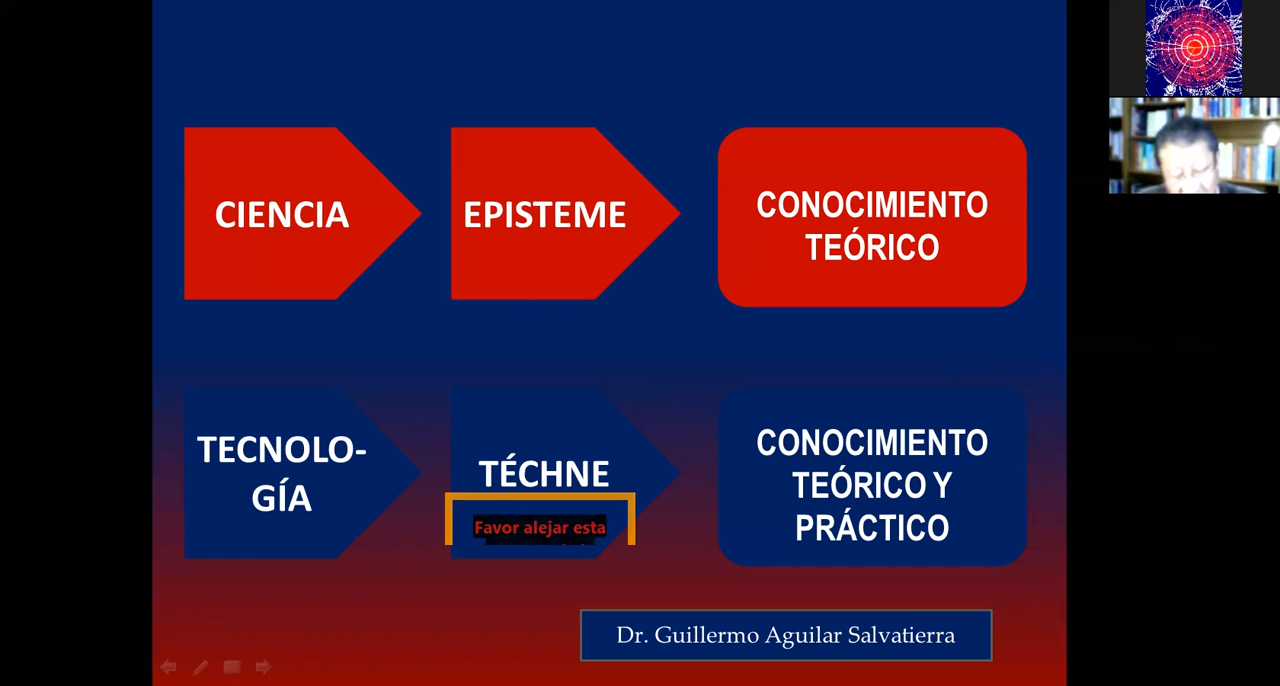 CIENCIA
EPISTEME
CONOCIMIENTO
TEÓRICO
TECNOLO-
GÍA
TÉCHNE
Favor alejar esta
CONOCIMIENTO
TEÓRICO Y
PRÁCTICO
Dr. Guillermo Aguilar Salvatierra